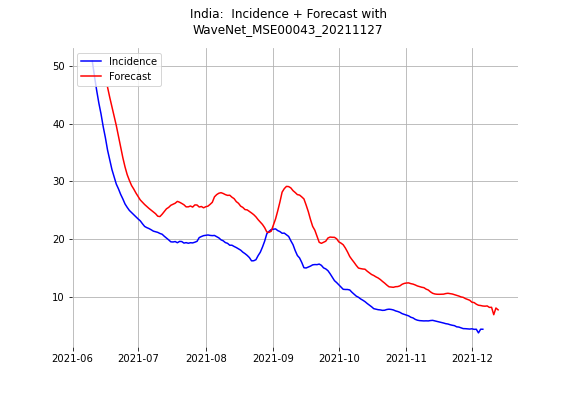 India:  Incidence + Forecast with
WaveNet_MSE00043_20211127
Incidence
Forecast
50
40
30
20
10
2021-06 2021-07 2021-08 2021-09 2021-10 2021-11 2021-12